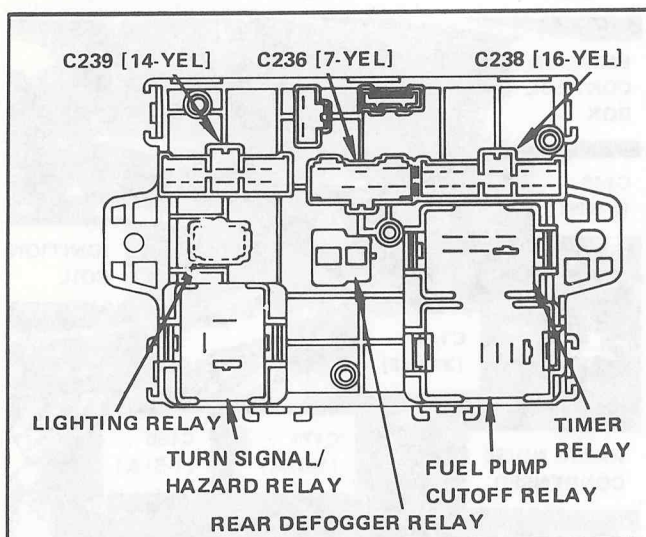 C239 [14-YEL]
C236 [7-YEL]
C238 [16-YEL]
LIGHTING RELAY
TURN SIGNAL/
HAZARD RELAY
REAR DEFOGGER RELAY
FUEL PUMP
CUTOFF RELAY
TIMER
RELAY